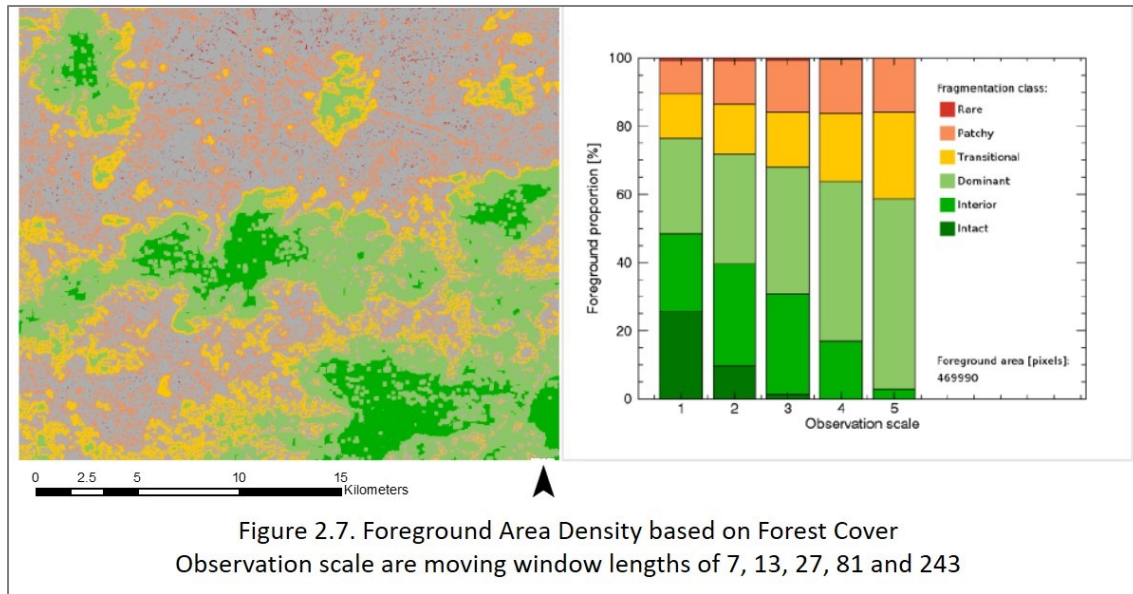 100
80
60
40
20
0
Foreground proportion [%]
1 2 3 4 5
Observation scale
Fragmentation class:
Rare
Patchy
Transitional
Dominant
Interior
Intact
Foreground area [pixels]:
469990
0 2.5 5 10 15
Kilometers
Figure 2.7. Foreground Area Density based on Forest Cover
Observation scale are moving window lengths of 7, 13, 27, 81 and 243